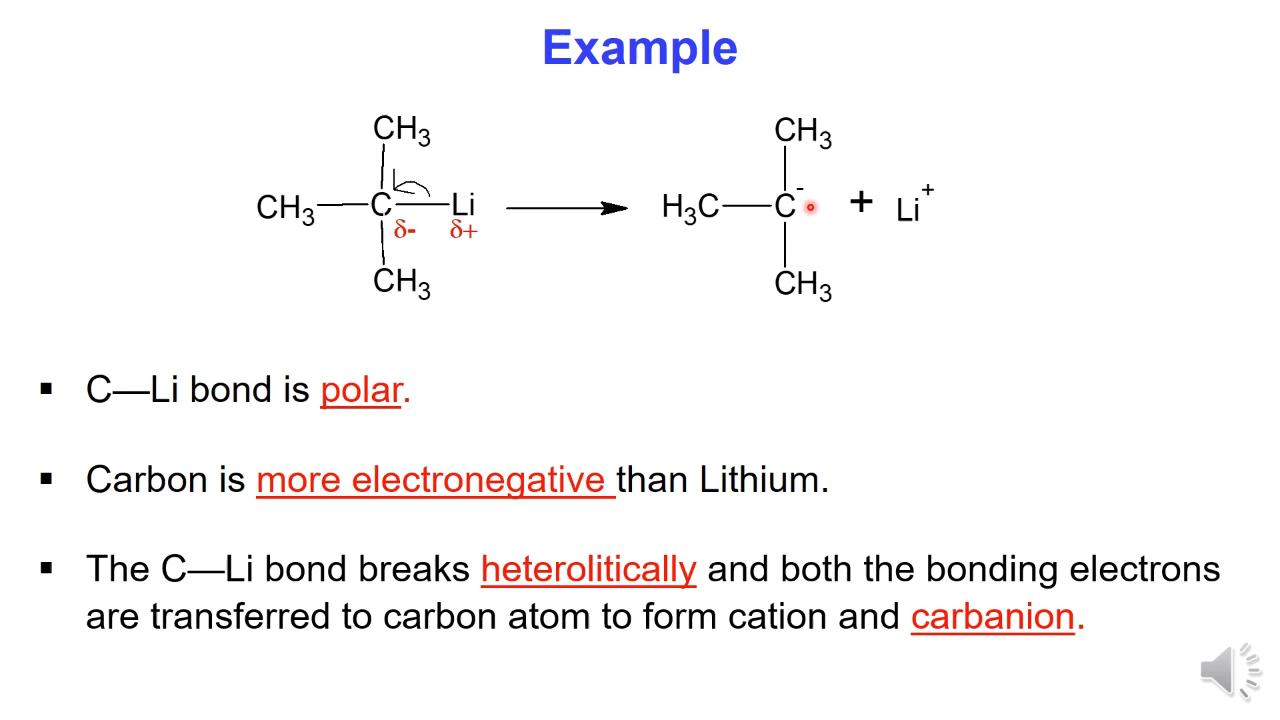 Example
CH3 CH3
CH3—C—Li H3C—C- + Li+
δ- δ+
CH3 CH3
▪ C—Li bond is polar.
▪ Carbon is more electronegative than Lithium.
▪ The C—Li bond breaks heterolitically and both the bonding electrons
are transferred to carbon atom to form cation and carbanion.